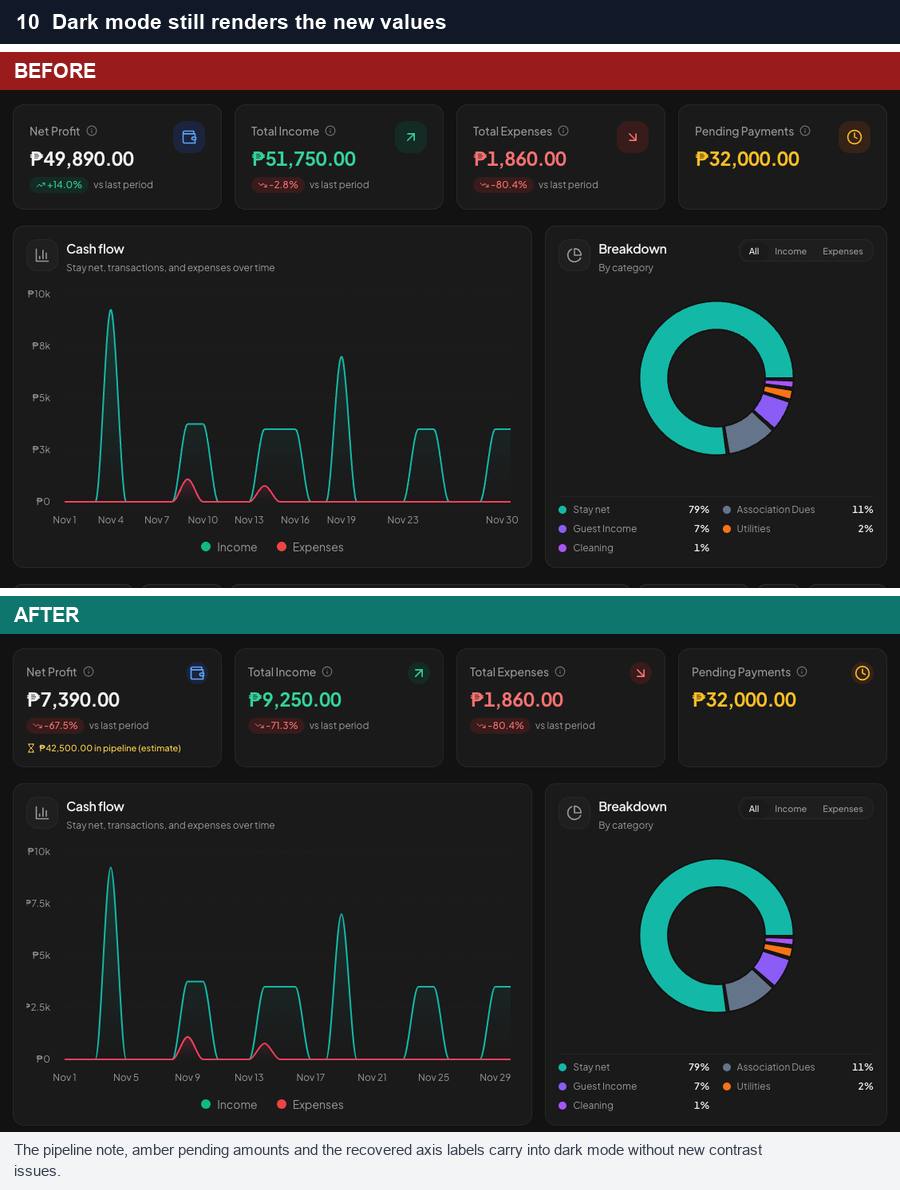 10 Dark mode still renders the new values
BEFORE
Net Profit
₱49,890.00
+14.0% vs last period
Total Income
₱51,750.00
-2.8% vs last period
Total Expenses
₱1,860.00
-80.4% vs last period
Pending Payments
₱32,000.00
Cash flow
Stay net, transactions, and expenses over time
₱10k
₱8k
₱5k
₱3k
₱0
Nov 1 Nov 4 Nov 7 Nov 10 Nov 13 Nov 16 Nov 19 Nov 23 Nov 30
Income Expenses
Breakdown
By category
All Income Expenses
Stay net 79% Association Dues 11%
Guest Income 7% Utilities 2%
Cleaning 1%
AFTER
Net Profit
₱7,390.00
-67.5% vs last period
₱42,500.00 in pipeline (estimate)
Total Income
₱9,250.00
-71.3% vs last period
Total Expenses
₱1,860.00
-80.4% vs last period
Pending Payments
₱32,000.00
Cash flow
Stay net, transactions, and expenses over time
₱10k
₱7.5k
₱5k
₱2.5k
₱0
Nov 1 Nov 5 Nov 9 Nov 13 Nov 17 Nov 21 Nov 25 Nov 29
Income Expenses
Breakdown
By category
All Income Expenses
Stay net 79% Association Dues 11%
Guest Income 7% Utilities 2%
Cleaning 1%
The pipeline note, amber pending amounts and the recovered axis labels carry into dark mode without new contrast
issues.